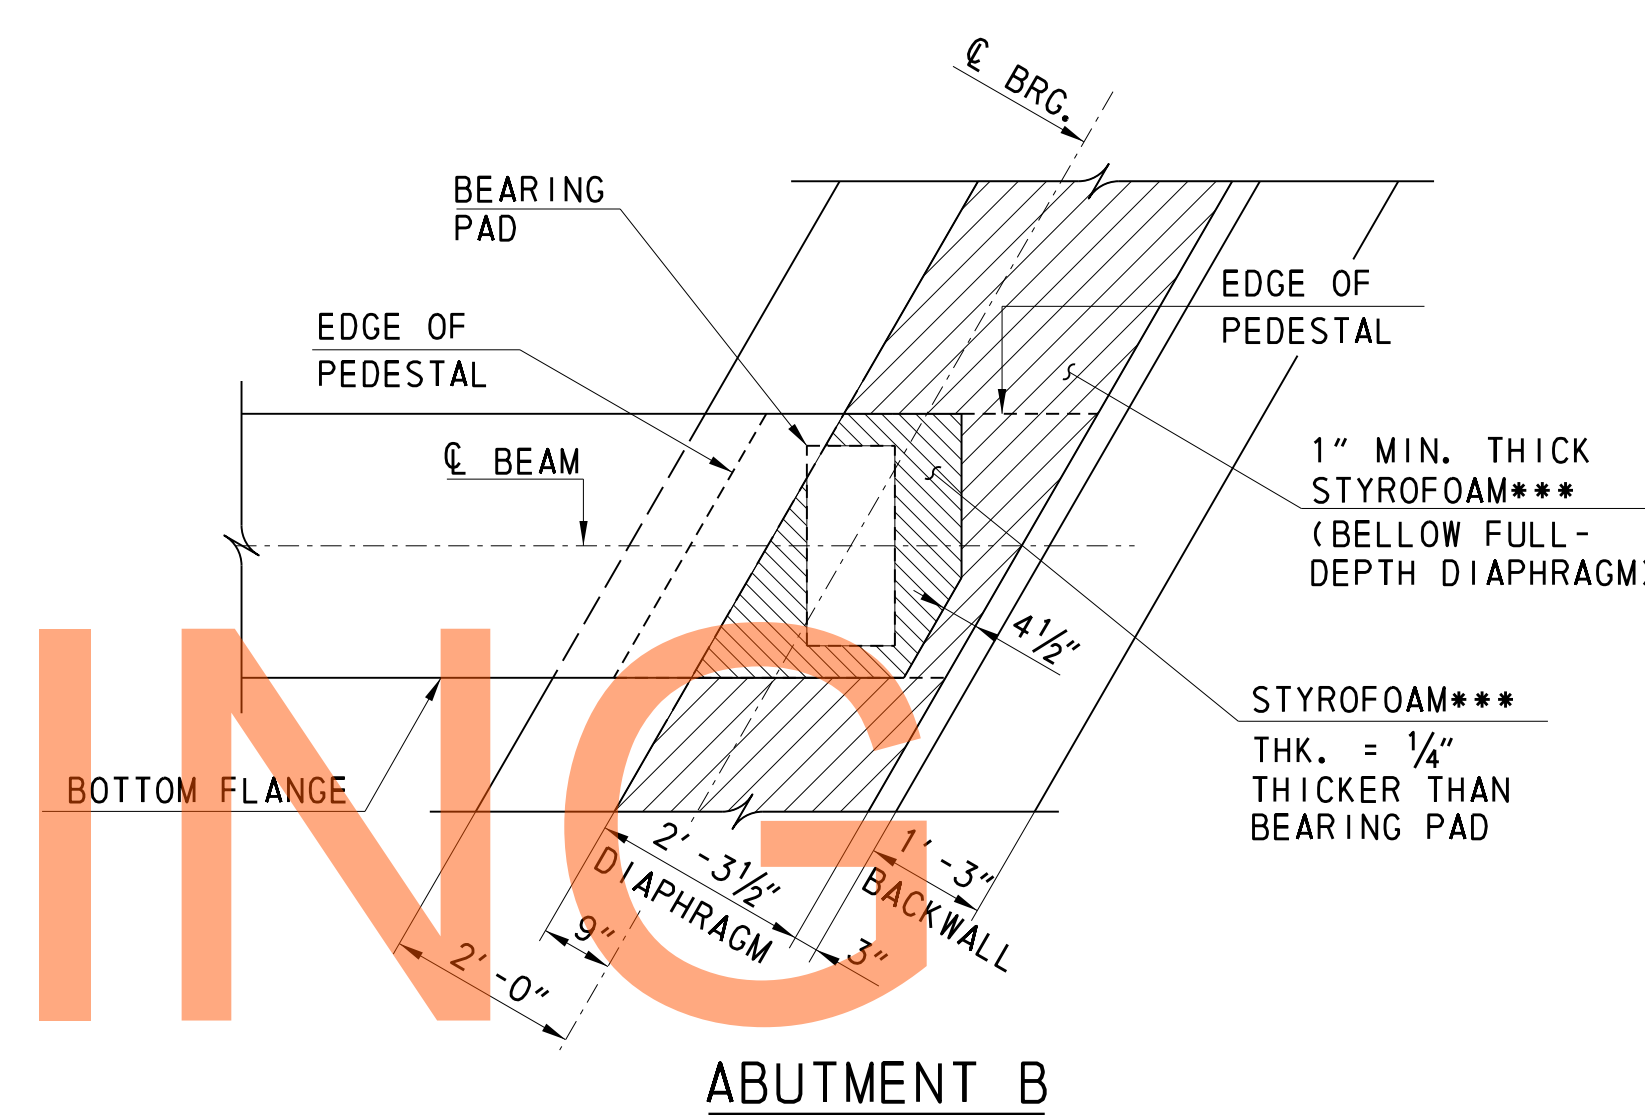 ℄ BRG.
BEARING
PAD
EDGE OF
PEDESTAL
EDGE OF
PEDESTAL
℄ BEAM
1" MIN. THICK
STYROFOAM***
(BELLOW FULL-
DEPTH DIAPHRAGM)
4½"
STYROFOAM***
THK. = ¼"
THICKER THAN
BEARING PAD
BOTTOM FLANGE
2'-3½"
DIAPHRAGM
1'-3"
BACKWALL
9"
3"
2'-0"
ING
ABUTMENT B